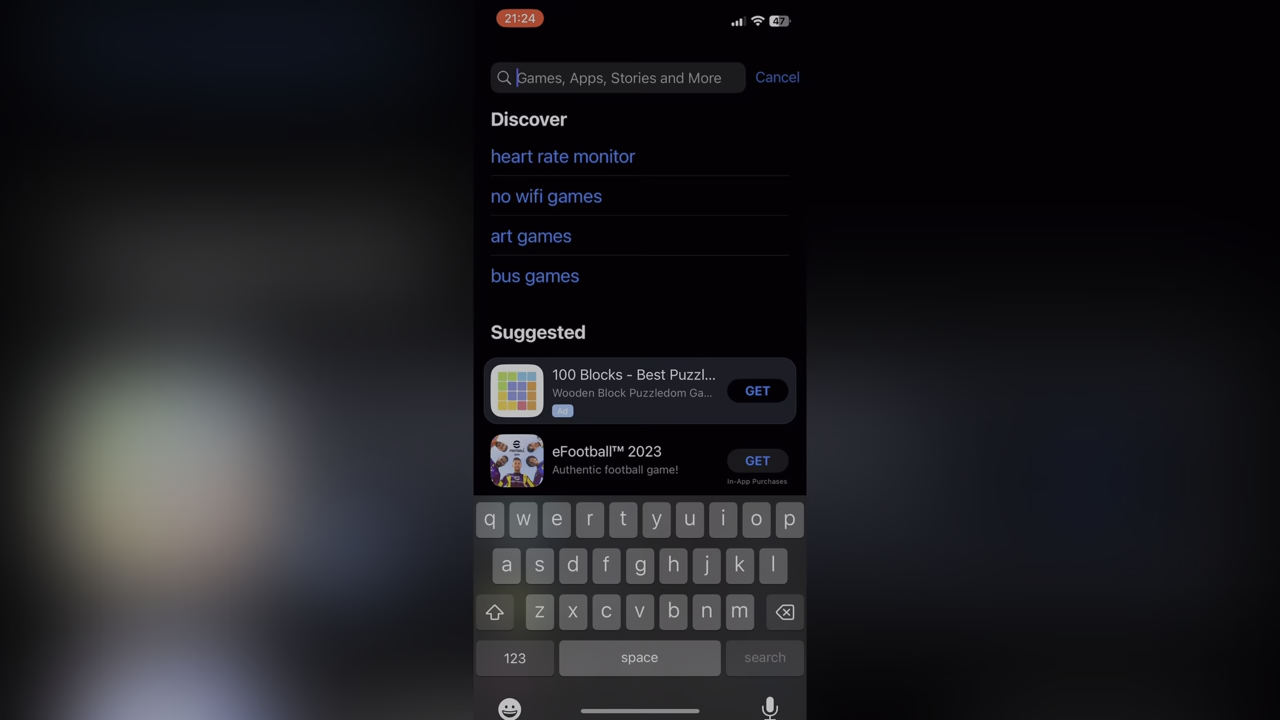 21:24
47
Games, Apps, Stories and More
Cancel
Discover
heart rate monitor
no wifi games
art games
bus games
Suggested
100 Blocks - Best Puzzl...
Wooden Block Puzzledom Ga...
Ad
GET
eFootball™ 2023
Authentic football game!
GET
In-App Purchases
q w e r t y u i o p
a s d f g h j k l
z x c v b n m
123 space search